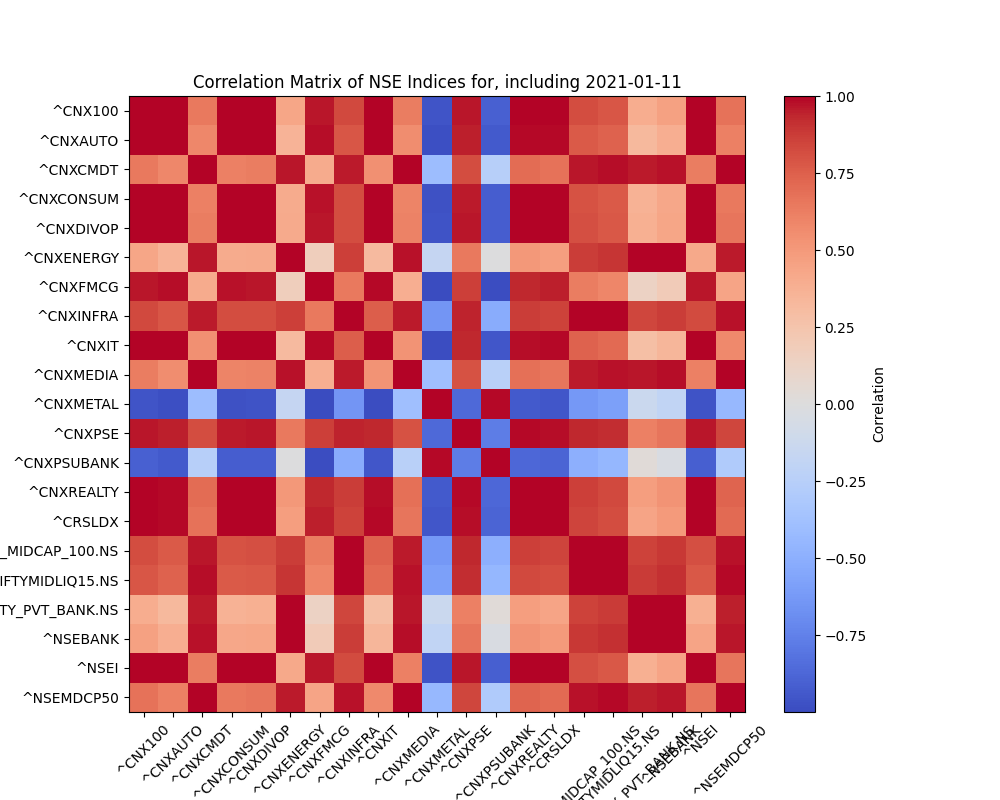 Correlation Matrix of NSE Indices for, including 2021-01-11
^CNX100
^CNXAUTO
^CNXCMDT
^CNXCONSUM
^CNXDIVOP
^CNXENERGY
^CNXFMCG
^CNXINFRA
^CNXIT
^CNXMEDIA
^CNXMETAL
^CNXPSE
^CNXPSUBANK
^CNXREALTY
^CRSLDX
_MIDCAP_100.NS
IFTYMIDLIQ15.NS
TY_PVT_BANK.NS
^NSEBANK
^NSEI
^NSEMDCP50
^CNX100
^CNXAUTO
^CNXCMDT
^CNXCONSUM
^CNXDIVOP
^CNXENERGY
^CNXFMCG
^CNXINFRA
^CNXIT
^CNXMEDIA
^CNXMETAL
^CNXPSE
^CNXPSUBANK
^CNXREALTY
^CRSLDX
MIDCAP_100.NS
TYMIDLIQ15.NS
_PVT_BANK.NS
^NSEBANK
^NSEI
^NSEMDCP50
1.00
0.75
0.50
0.25
0.00
−0.25
−0.50
−0.75
Correlation